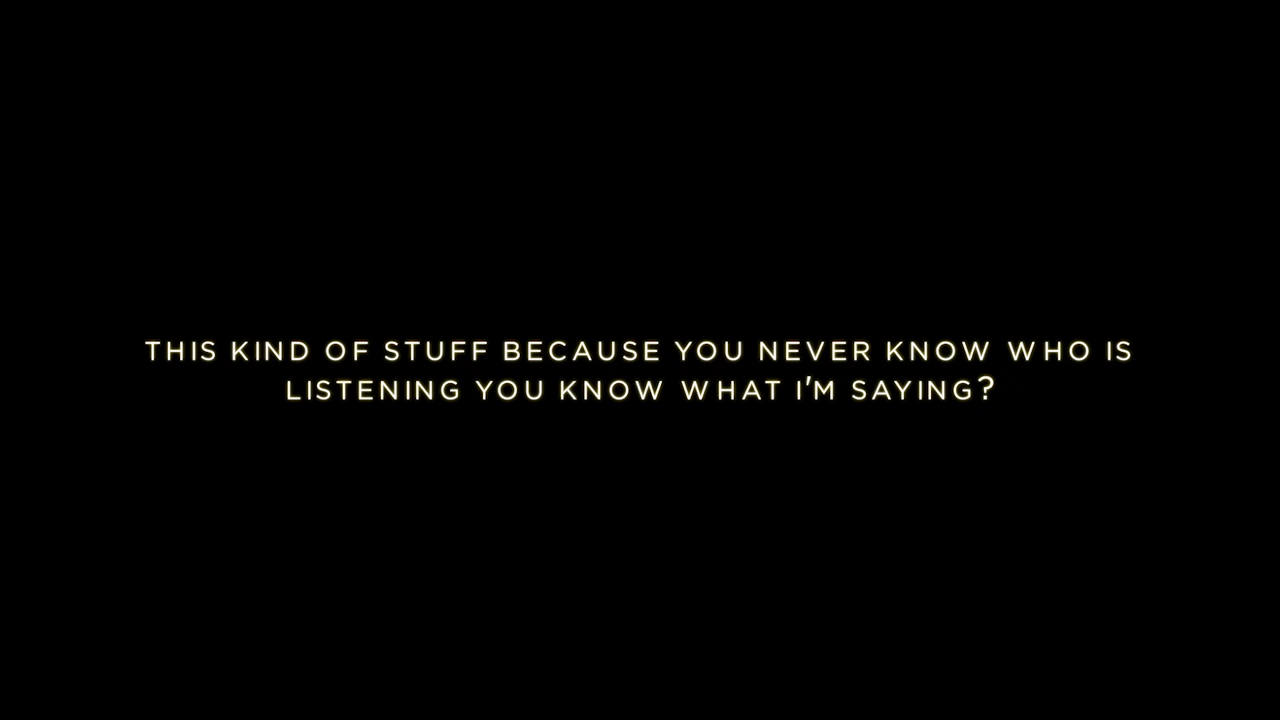 THIS KIND OF STUFF BECAUSE YOU NEVER KNOW WHO IS
LISTENING YOU KNOW WHAT I'M SAYING?